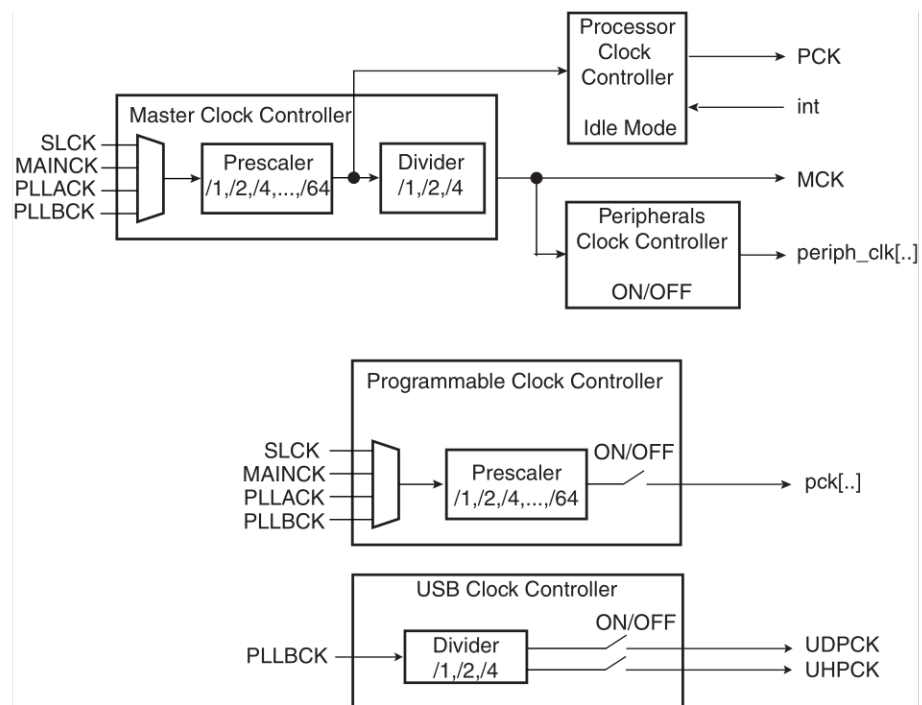 Processor
Clock
Controller
Idle Mode
PCK
int
Master Clock Controller
SLCK
MAINCK
PLLACK
PLLBCK
Prescaler
/1,/2,/4,...,/64
Divider
/1,/2,/4
MCK
Peripherals
Clock Controller
ON/OFF
periph_clk[..]
Programmable Clock Controller
SLCK
MAINCK
PLLACK
PLLBCK
Prescaler
/1,/2,/4,...,/64
ON/OFF
pck[..]
USB Clock Controller
PLLBCK
Divider
/1,/2,/4
ON/OFF
UDPCK
UHPCK